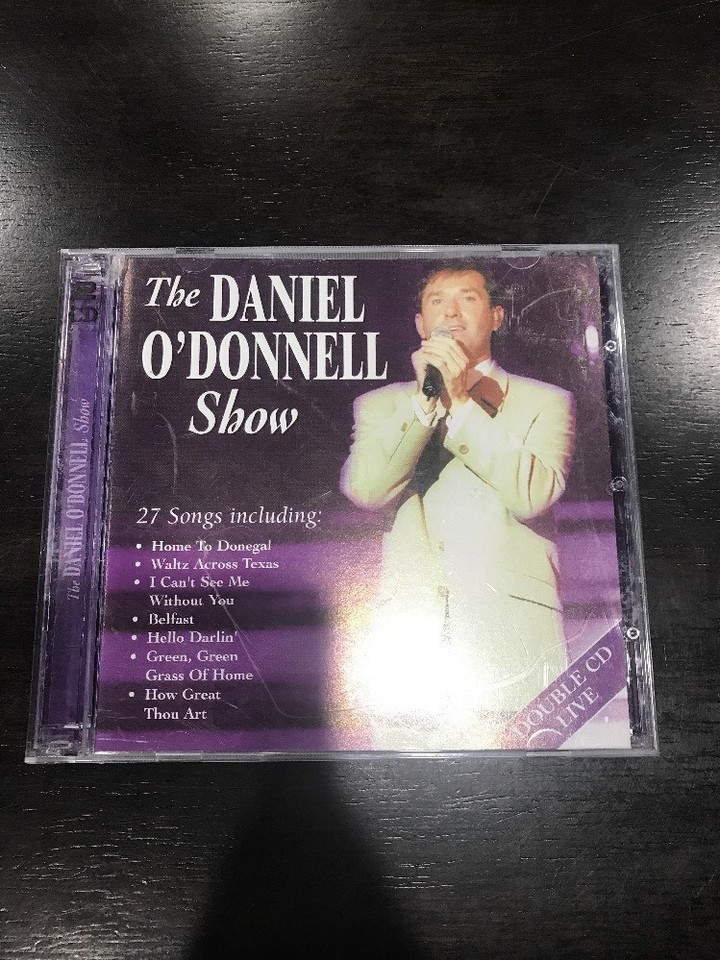 The DANIEL
O'DONNELL
Show
27 Songs including:
• Home To Donegal
• Waltz Across Texas
• I Can't See Me
Without You
• Belfast
• Hello Darlin'
• Green, Green
Grass Of Home
• How Great
Thou Art
DOUBLE CD
LIVE
The DANIEL O'DONNELL Show